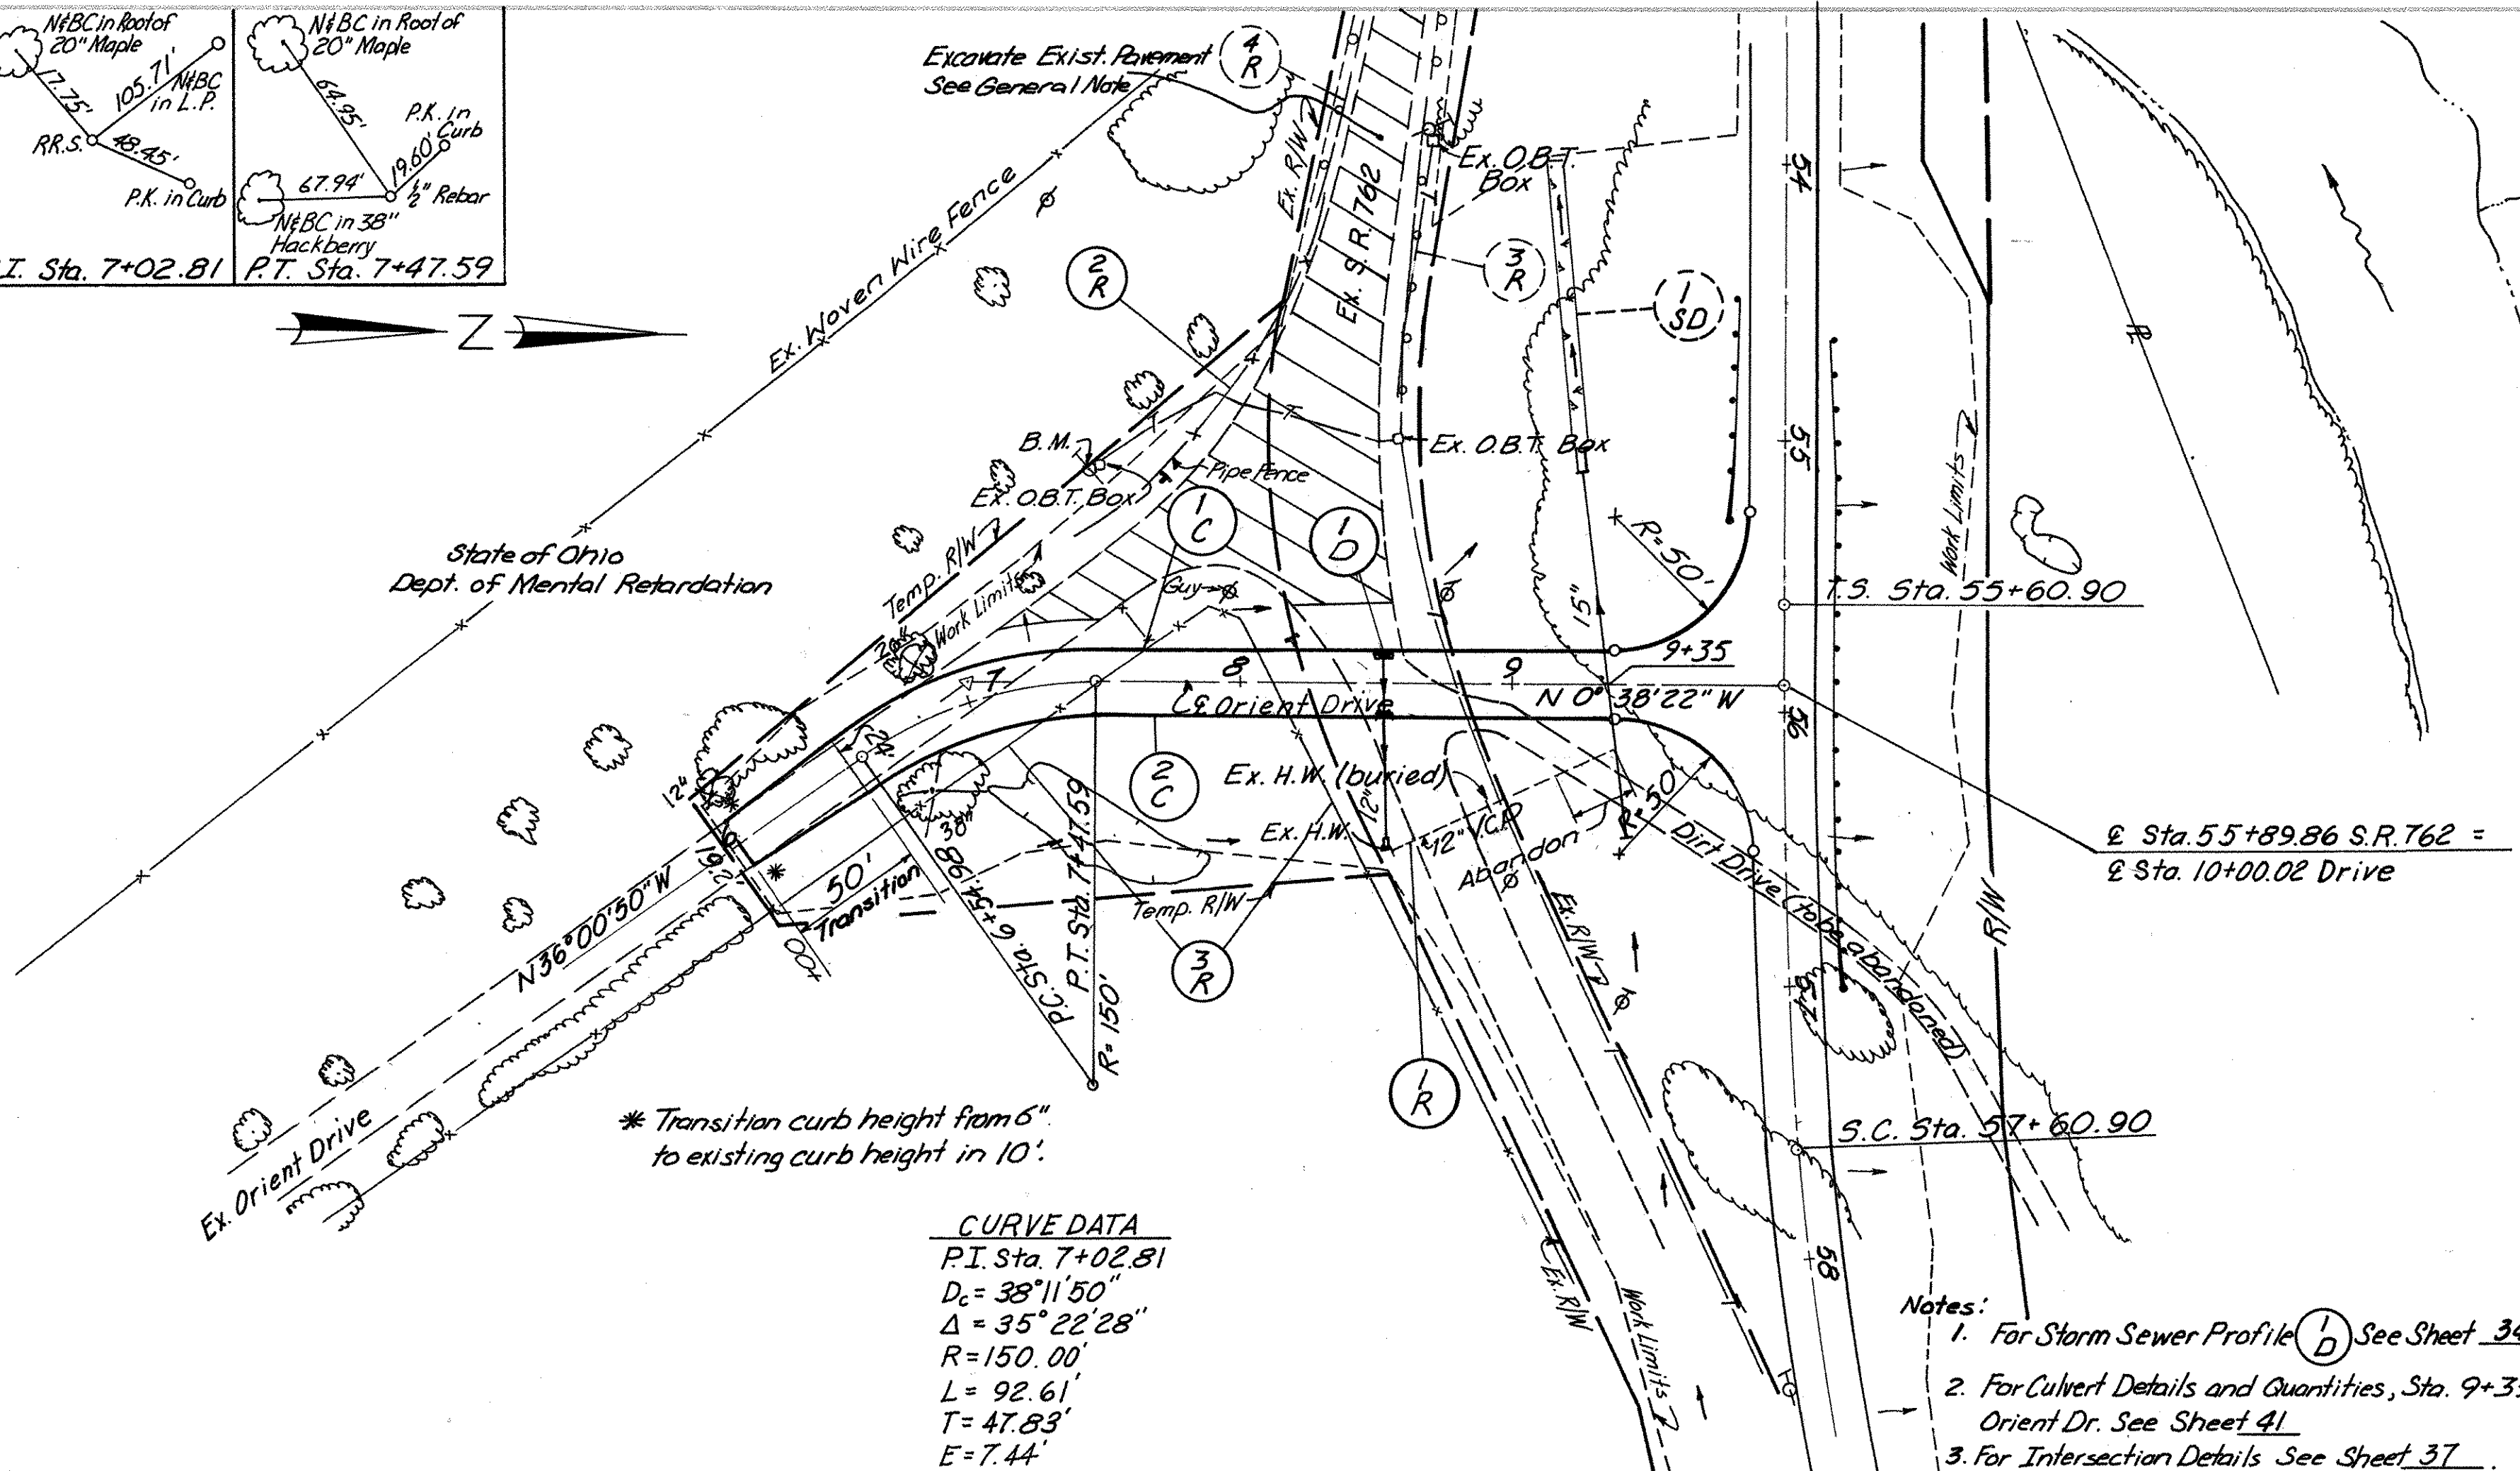 N&BC in Root of
20" Maple
17.75'
105.71'
N&BC
in L.P.
RR.S.
48.45'
P.K. in Curb
I. Sta. 7+02.81
N&BC in Root of
20" Maple
64.95'
P.K. in
Curb
19.60'
67.94'
½" Rebar
N&BC in 38"
Hackberry
P.T. Sta. 7+47.59
Z
Excavate Exist. Pavement
See General Note
4
R
Ex. R/W
Ex. S.R. 762
Ex. O.B.T.
Box
3
R
1
SD
2
R
Ex. Woven Wire Fence
54
55
56
57
58
Work Limits
R/W
P
B.M.
Ex. O.B.T. Box
Pipe Fence
Ex. O.B.T. Box
1
C
1
D
State of Ohio
Dept. of Mental Retardation
Temp. R/W
Work Limits
Guy
20"
R=50'
15"
T.S. Sta. 55+60.90
9+35
7
8
9
℄ Orient Drive
N 0° 38'22" W
12"
24'
6
19.2'
38"
2
C
Ex. H.W. (buried)
12"
Ex. H.W.
12" V.C.P.
Abandon
R=50'
Dirt Drive (to be abandoned)
℄ Sta. 55+89.86 S.R. 762 =
℄ Sta. 10+00.02 Drive
50'
Transition
+00
P.C. Sta. 6+54.98
P.T. Sta. 7+47.59
R=150'
Temp. R/W
3
R
Ex. R/W
N36°00'50"W
1
R
Ex. Orient Drive
S.C. Sta. 57+60.90
* Transition curb height from 6"
to existing curb height in 10'.
Ex. R/W
Work Limits
CURVE DATA
P.I. Sta. 7+02.81
Dc = 38°11'50"
Δ = 35°22'28"
R = 150.00'
L = 92.61'
T = 47.83'
E = 7.44'
Notes:
1. For Storm Sewer Profile 1 D See Sheet 34
2. For Culvert Details and Quantities, Sta. 9+3
Orient Dr. See Sheet 41
3. For Intersection Details See Sheet 37.